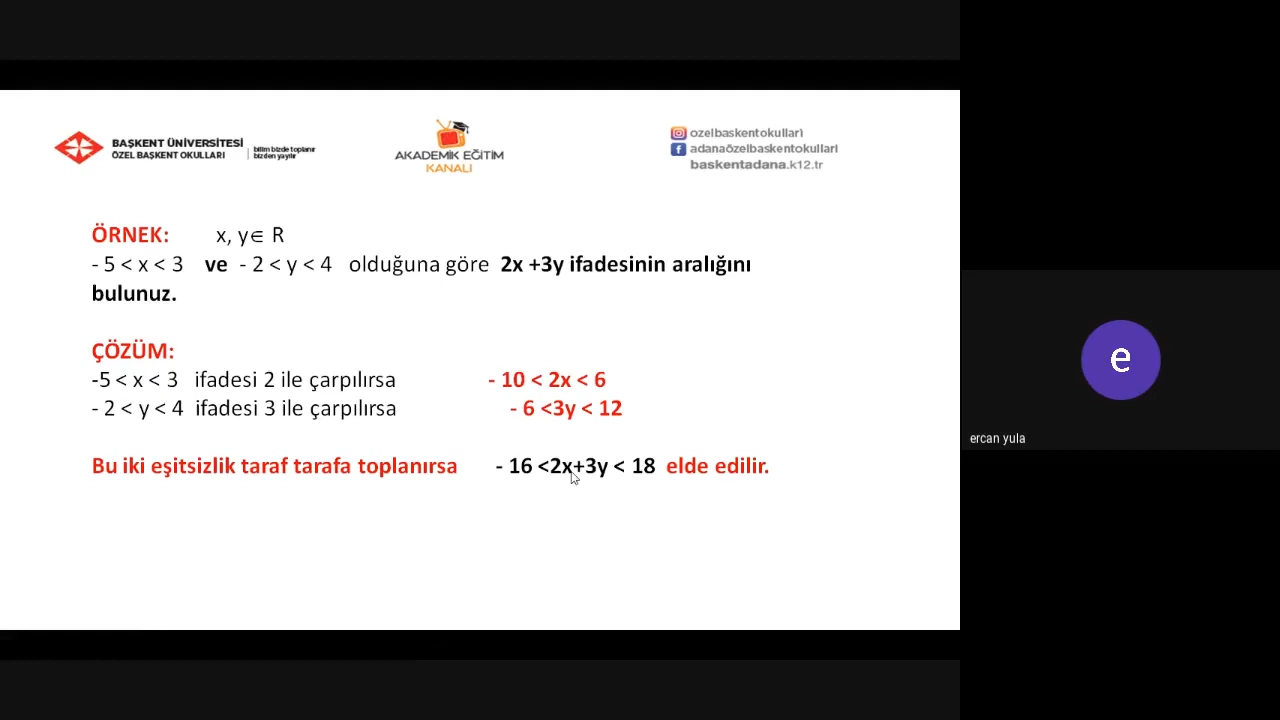 BAŞKENT ÜNİVERSİTESİ
ÖZEL BAŞKENT OKULLARI
bilim bizde toplanır
bizden yayılır
AKADEMİK EĞİTİM
KANALI
ozelbaskentokullari
adanaözelbaskentokullari
baskentadana.k12.tr
ÖRNEK: x, y∈ R
- 5 < x < 3 ve - 2 < y < 4 olduğuna göre 2x +3y ifadesinin aralığını
bulunuz.
ÇÖZÜM:
-5 < x < 3 ifadesi 2 ile çarpılırsa - 10 < 2x < 6
- 2 < y < 4 ifadesi 3 ile çarpılırsa - 6 <3y < 12
Bu iki eşitsizlik taraf tarafa toplanırsa - 16 <2x+3y < 18 elde edilir.
e
ercan yula